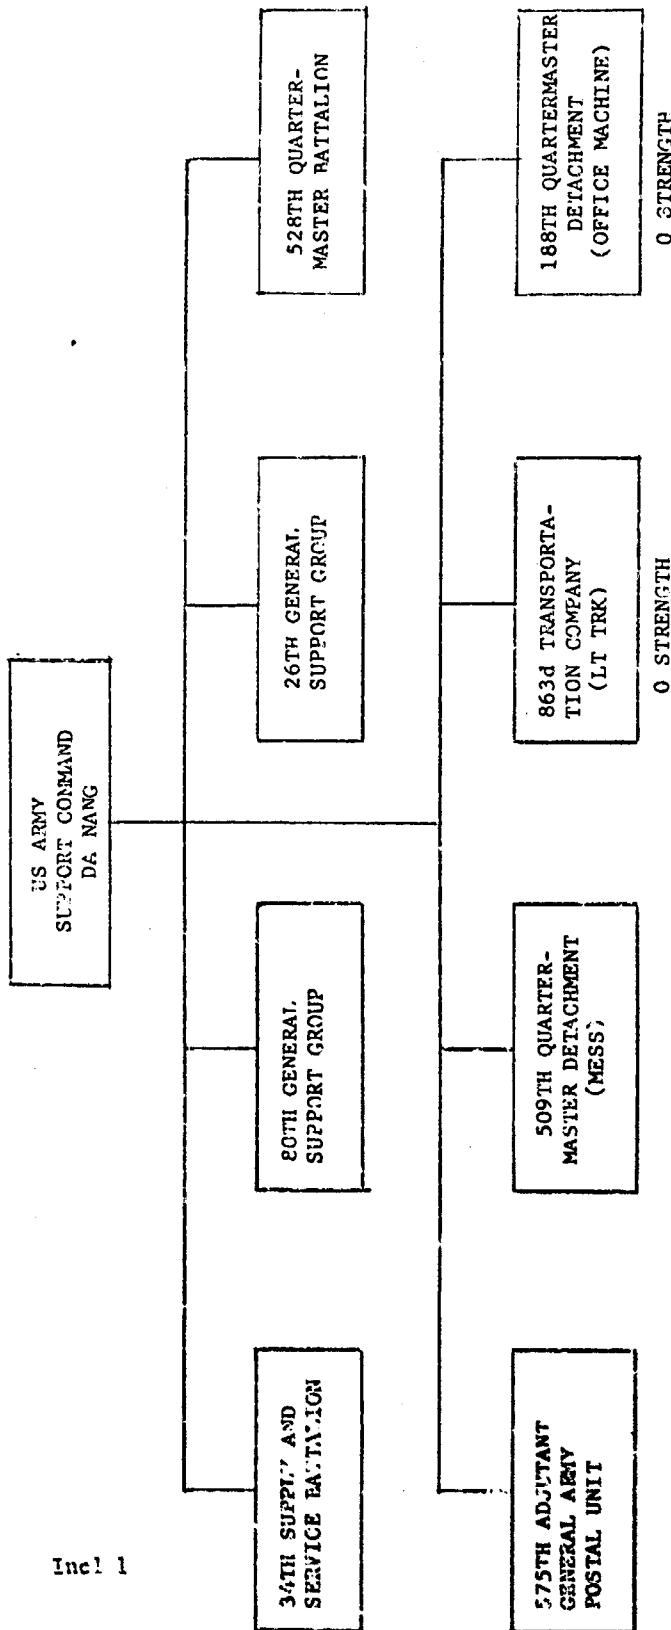 US ARMY
SUPPORT COMMAND
DA NANG
34TH SUPPLY AND
SERVICE BATTALION
80TH GENERAL
SUPPORT GROUP
26TH GENERAL
SUPPORT GROUP
528TH QUARTER-
MASTER BATTALION
575TH ADJUTANT
GENERAL ARMY
POSTAL UNIT
509TH QUARTER-
MASTER DETACHMENT
(MESS)
863d TRANSPORTA-
TION COMPANY
(LT TRK)
0 STRENGTH
188TH QUARTERMASTER
DETACHMENT
(OFFICE MACHINE)
0 STRENGTH
Incl 1